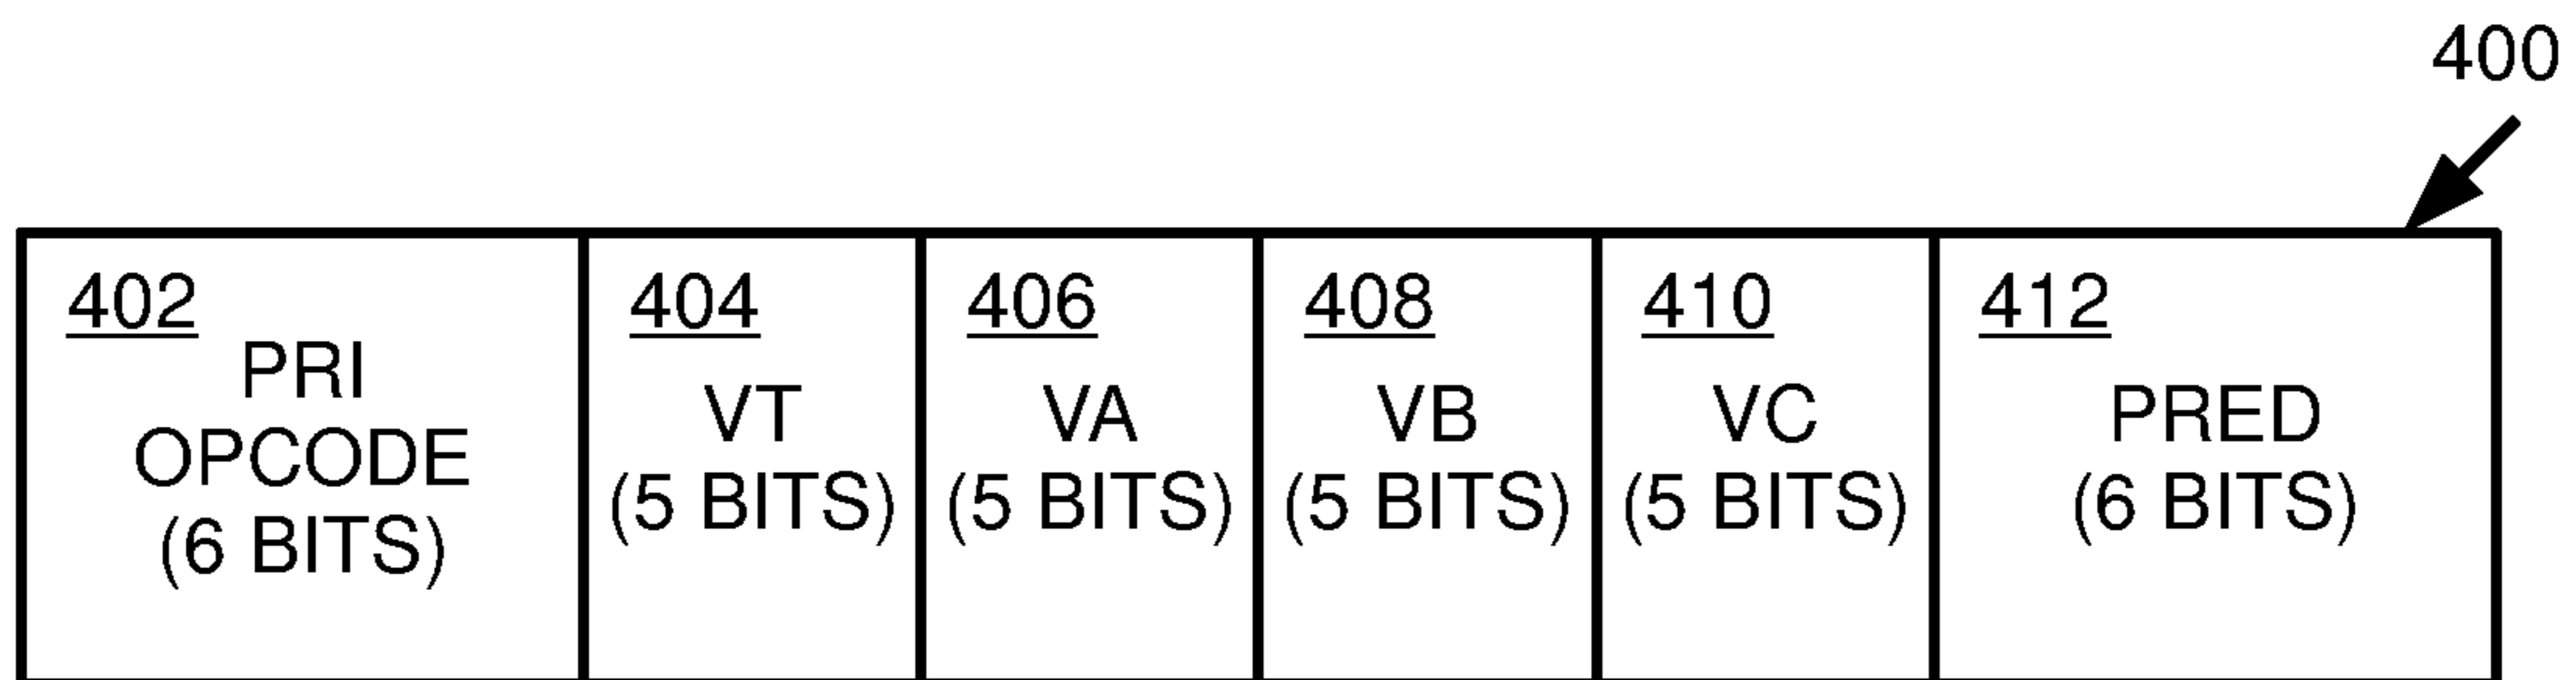 400
402
PRI
OPCODE
(6 BITS)
404
VT
(5 BITS)
406
VA
(5 BITS)
408
VB
(5 BITS)
410
VC
(5 BITS)
412
PRED
(6 BITS)